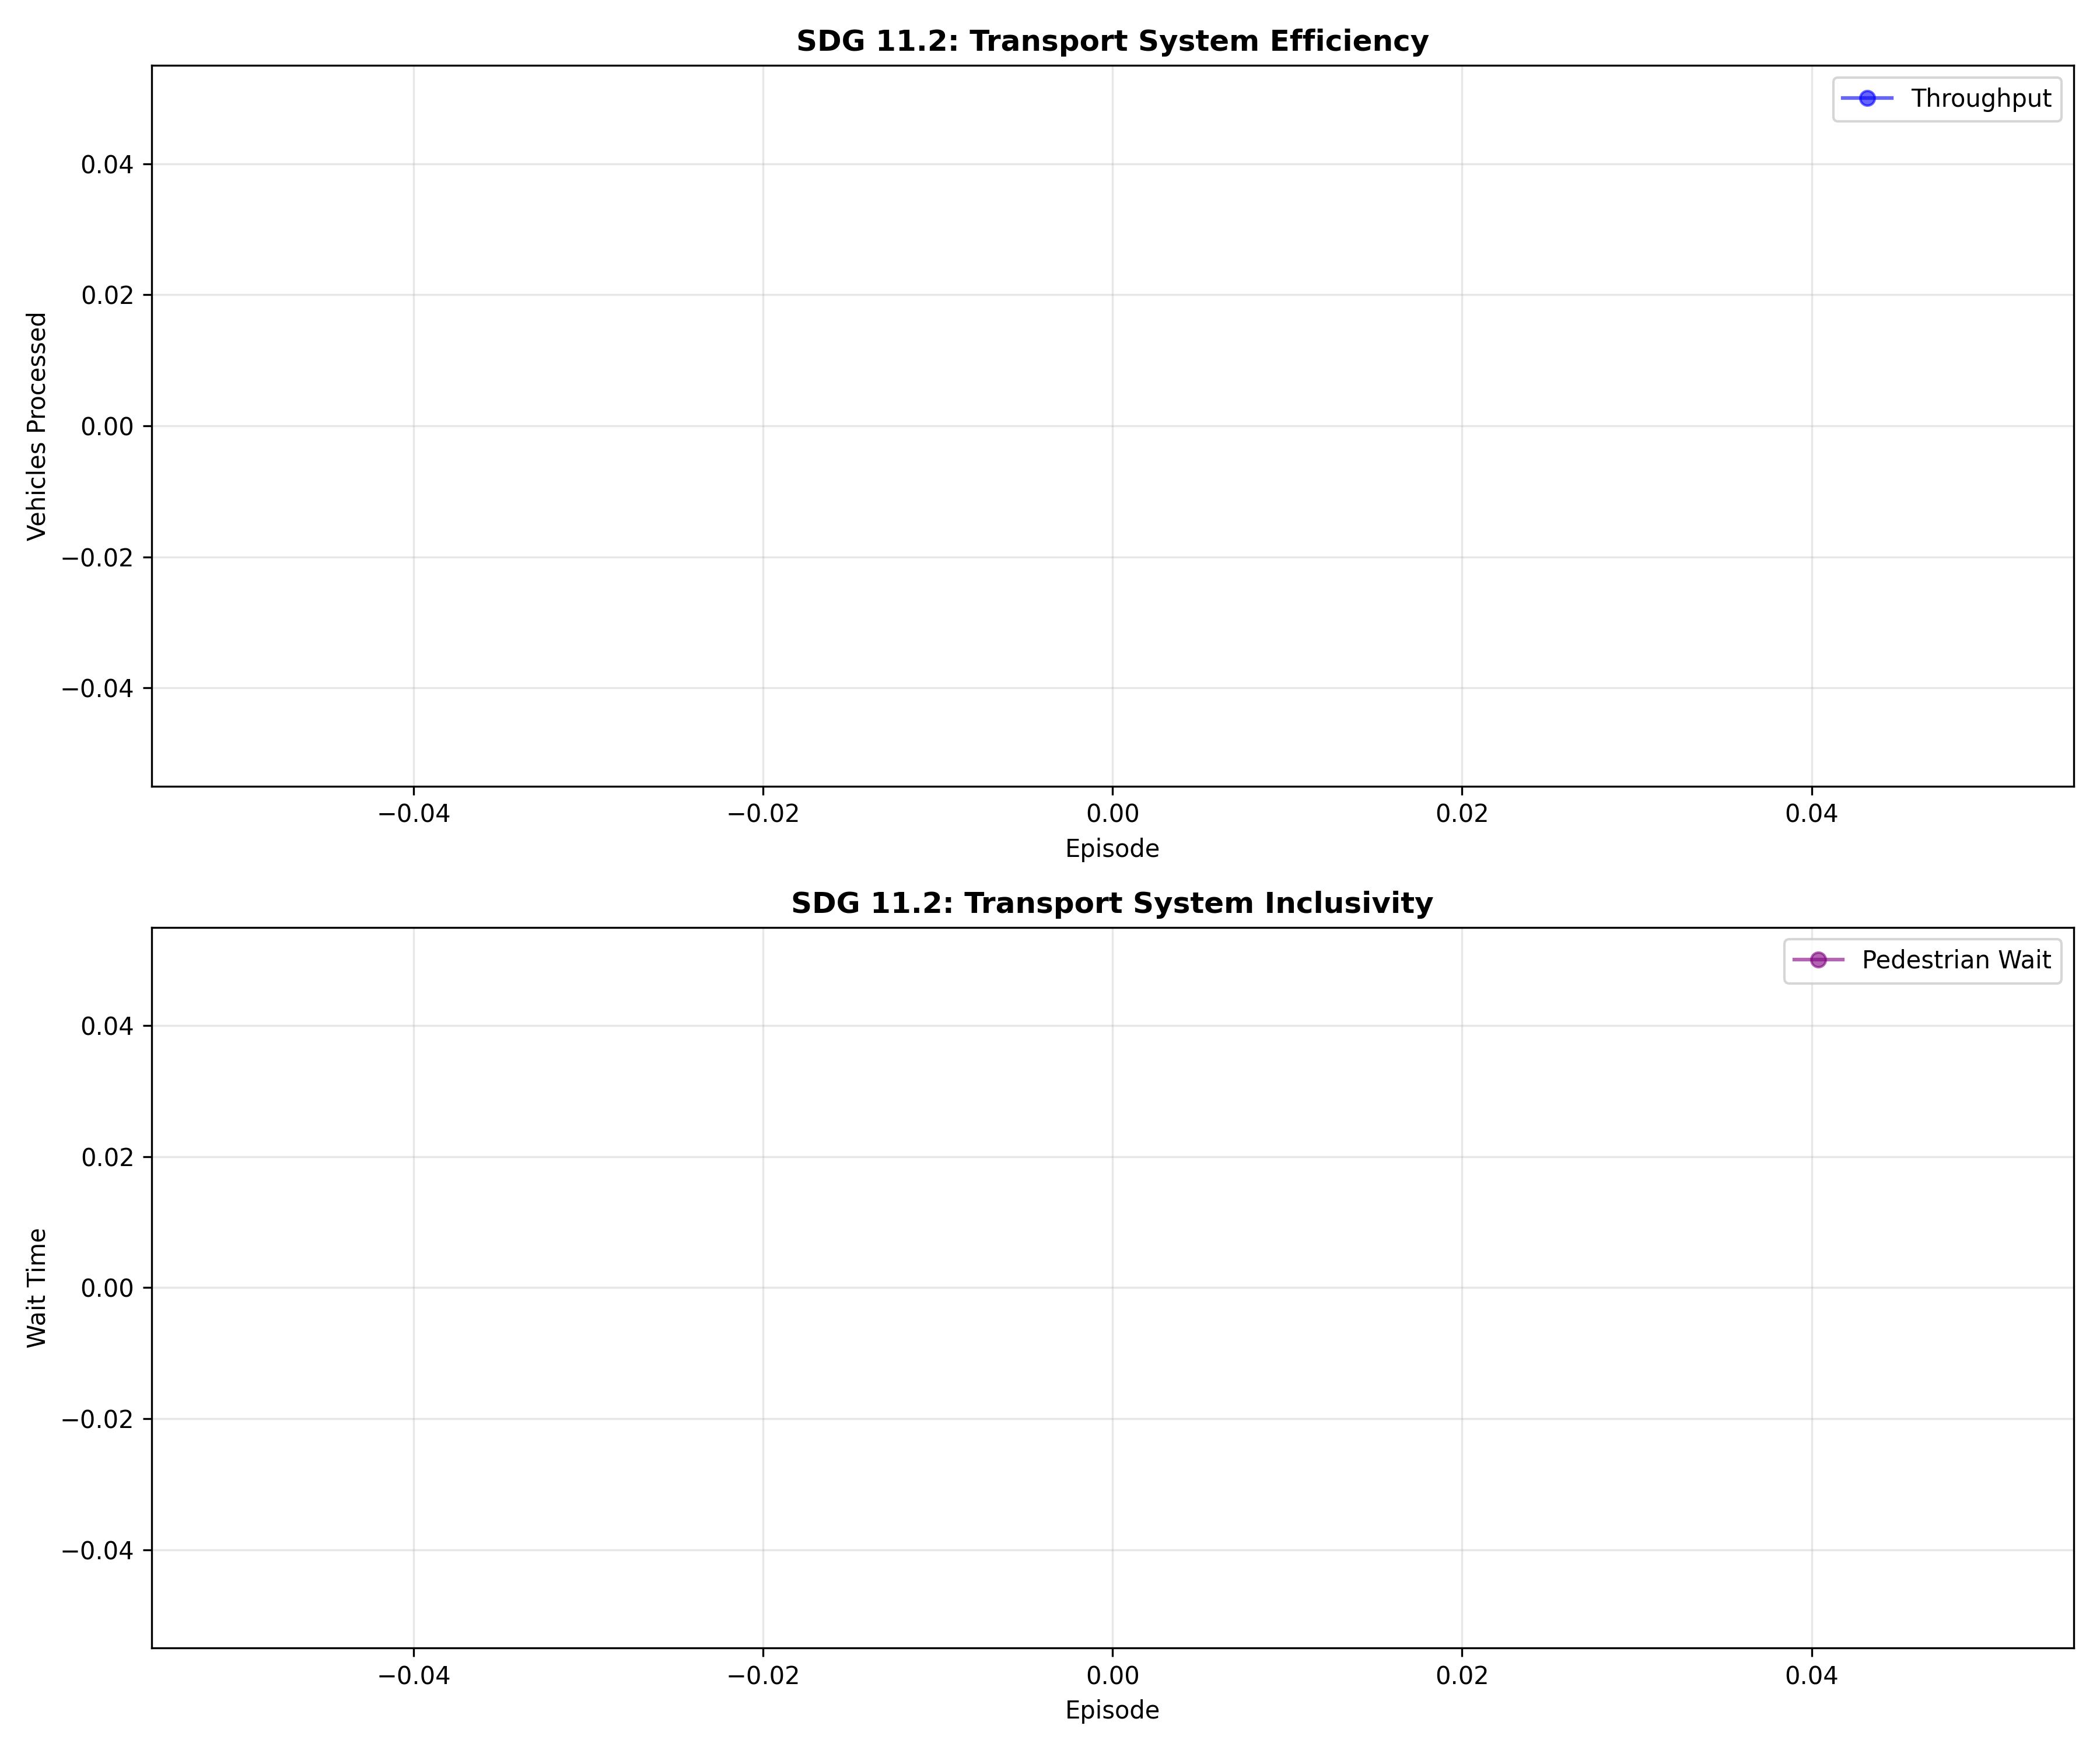 SDG 11.2: Transport System Efficiency
Throughput
Vehicles Processed
0.04
0.02
0.00
−0.02
−0.04
−0.04 −0.02 0.00 0.02 0.04
Episode
SDG 11.2: Transport System Inclusivity
Pedestrian Wait
Wait Time
0.04
0.02
0.00
−0.02
−0.04
−0.04 −0.02 0.00 0.02 0.04
Episode